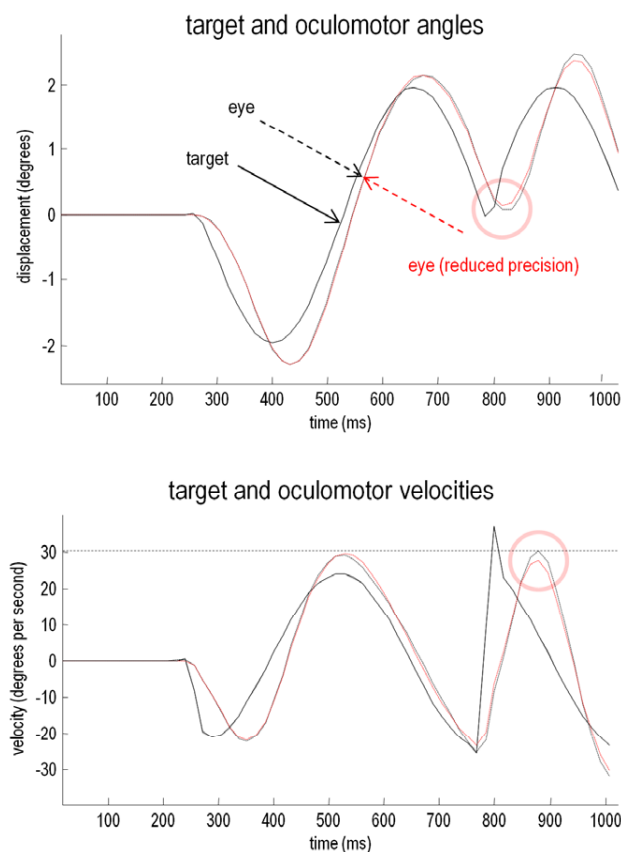 target and oculomotor angles
displacement (degrees)
2
1
0
-1
-2
eye
target
eye (reduced precision)
100 200 300 400 500 600 700 800 900 1000
time (ms)
target and oculomotor velocities
velocity (degrees per second)
30
20
10
0
-10
-20
-30
100 200 300 400 500 600 700 800 900 1000
time (ms)